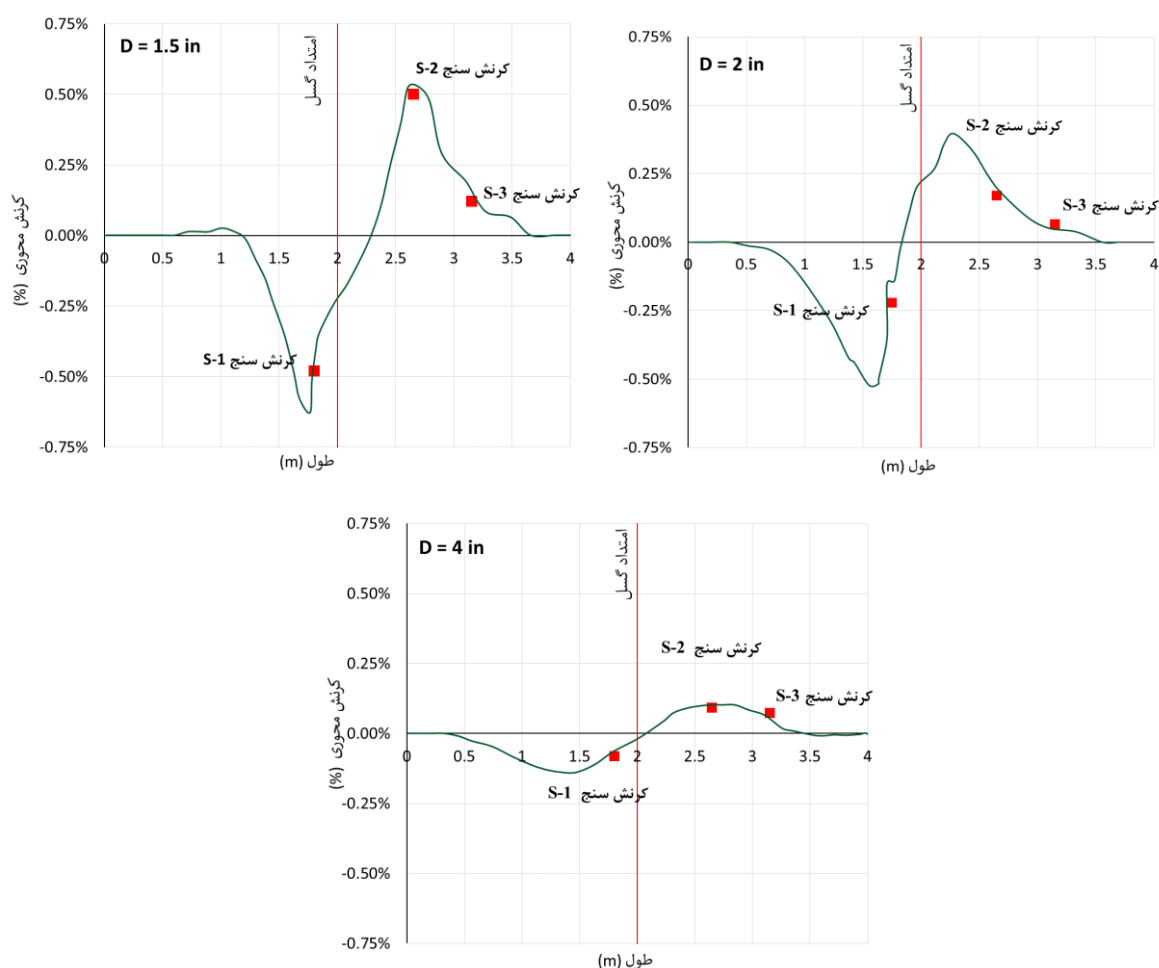 D = 1.5 in
امتداد گسل
0.75%
0.50%
0.25%
0.00%
-0.25%
-0.50%
-0.75%
کرنش محوری (%)
کرنش سنج S-2
کرنش سنج S-3
کرنش سنج S-1
0 0.5 1 1.5 2 2.5 3 3.5 4
طول (m)
D = 2 in
امتداد گسل
0.75%
0.50%
0.25%
0.00%
-0.25%
-0.50%
-0.75%
کرنش محوری (%)
کرنش سنج S-2
کرنش سنج S-3
کرنش سنج S-1
0 0.5 1 1.5 2 2.5 3 3.5 4
طول (m)
D = 4 in
امتداد گسل
0.75%
0.50%
0.25%
0.00%
-0.25%
-0.50%
-0.75%
کرنش محوری (%)
کرنش سنج S-2
کرنش سنج S-3
0 0.5 1 1.5 2 2.5 3 3.5 4
کرنش سنج S-1
طول (m)